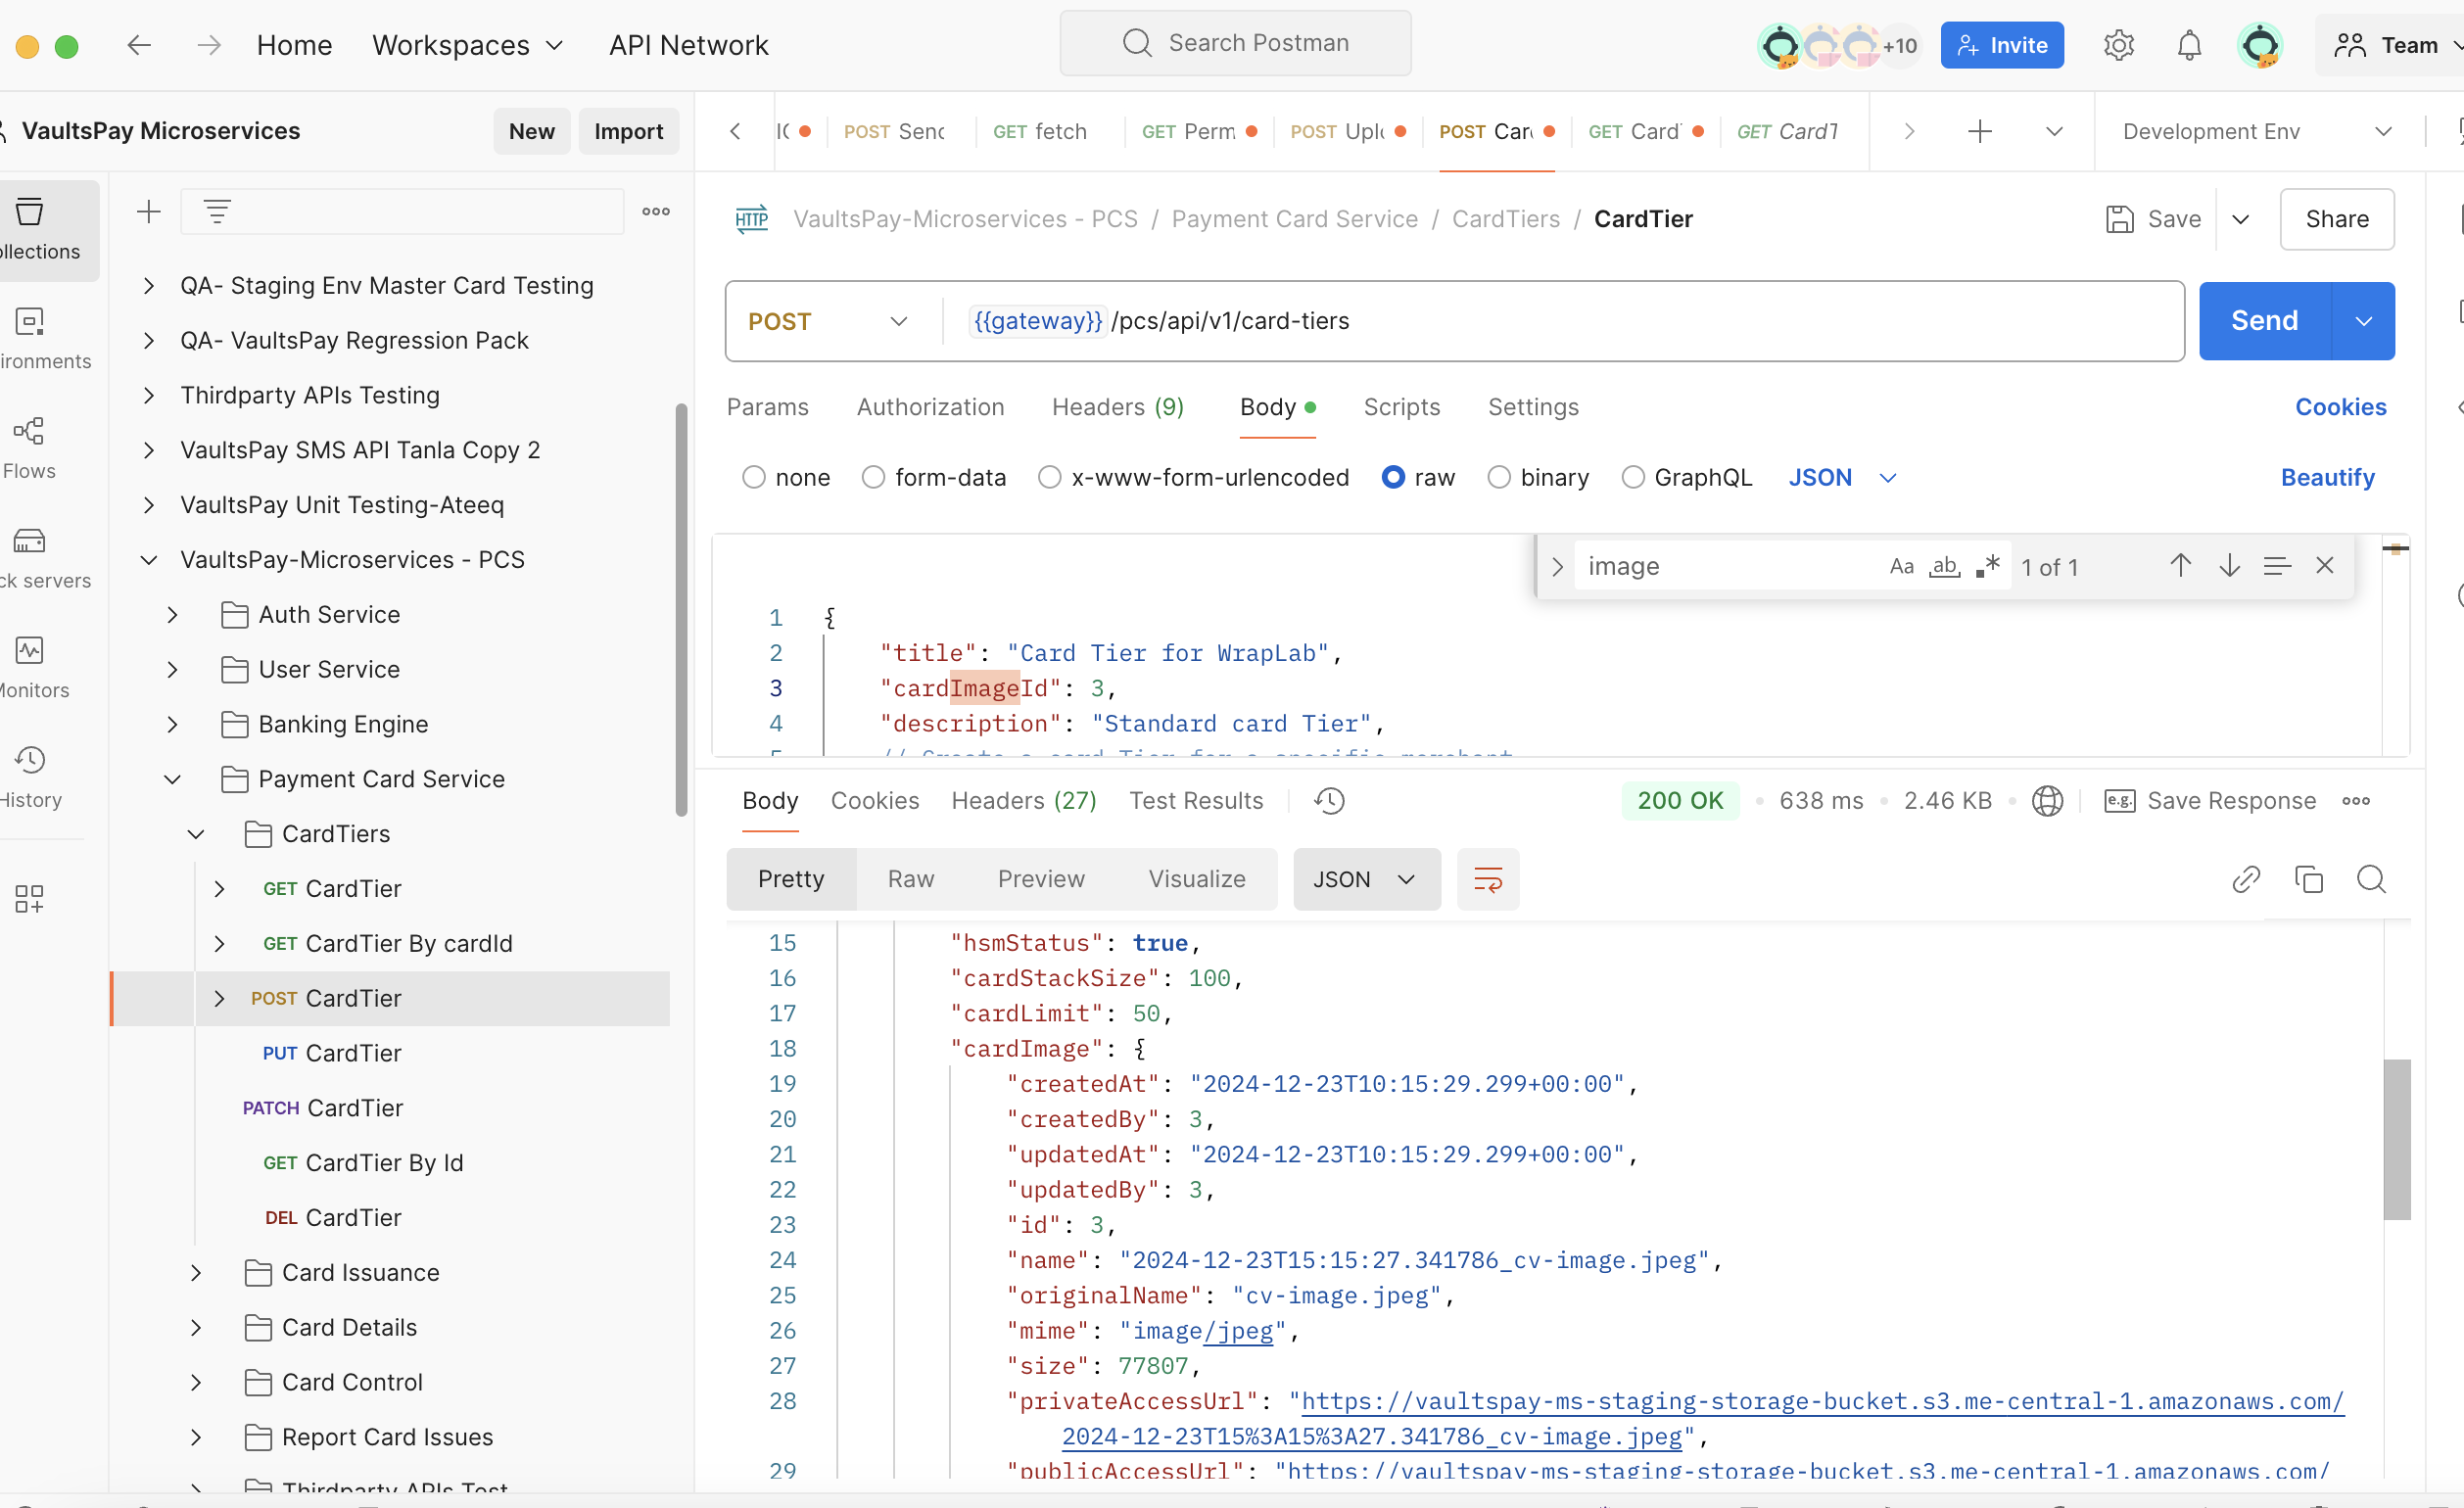 Home Workspaces API Network Search Postman +10 Invite Team
VaultsPay Microservices New Import
POST Send GET fetch GET Perm POST Uplo POST Car GET Card GET CardT Development Env
VaultsPay-Microservices - PCS / Payment Card Service / CardTiers / CardTier Save Share
POST {{gateway}}/pcs/api/v1/card-tiers Send
Params Authorization Headers (9) Body Scripts Settings Cookies
none form-data x-www-form-urlencoded raw binary GraphQL JSON Beautify
image Aa ab .* 1 of 1
1 {
2 "title": "Card Tier for WrapLab",
3 "cardImageId": 3,
4 "description": "Standard card Tier",
5 // Create a card Tier for a specific merchant
Body Cookies Headers (27) Test Results 200 OK 638 ms 2.46 KB e.g. Save Response
Pretty Raw Preview Visualize JSON
15 "hsmStatus": true,
16 "cardStackSize": 100,
17 "cardLimit": 50,
18 "cardImage": {
19 "createdAt": "2024-12-23T10:15:29.299+00:00",
20 "createdBy": 3,
21 "updatedAt": "2024-12-23T10:15:29.299+00:00",
22 "updatedBy": 3,
23 "id": 3,
24 "name": "2024-12-23T15:15:27.341786_cv-image.jpeg",
25 "originalName": "cv-image.jpeg",
26 "mime": "image/jpeg",
27 "size": 77807,
28 "privateAccessUrl": "https://vaultspay-ms-staging-storage-bucket.s3.me-central-1.amazonaws.com/
2024-12-23T15%3A15%3A27.341786_cv-image.jpeg",
29 "publicAccessUrl": "https://vaultspay-ms-staging-storage-bucket.s3.me-central-1.amazonaws.com/
ollections
ironments
Flows
ck servers
Monitors
History
QA- Staging Env Master Card Testing
QA- VaultsPay Regression Pack
Thirdparty APIs Testing
VaultsPay SMS API Tanla Copy 2
VaultsPay Unit Testing-Ateeq
VaultsPay-Microservices - PCS
Auth Service
User Service
Banking Engine
Payment Card Service
CardTiers
GET CardTier
GET CardTier By cardId
POST CardTier
PUT CardTier
PATCH CardTier
GET CardTier By Id
DEL CardTier
Card Issuance
Card Details
Card Control
Report Card Issues
Thirdparty APIs Test
HTTP